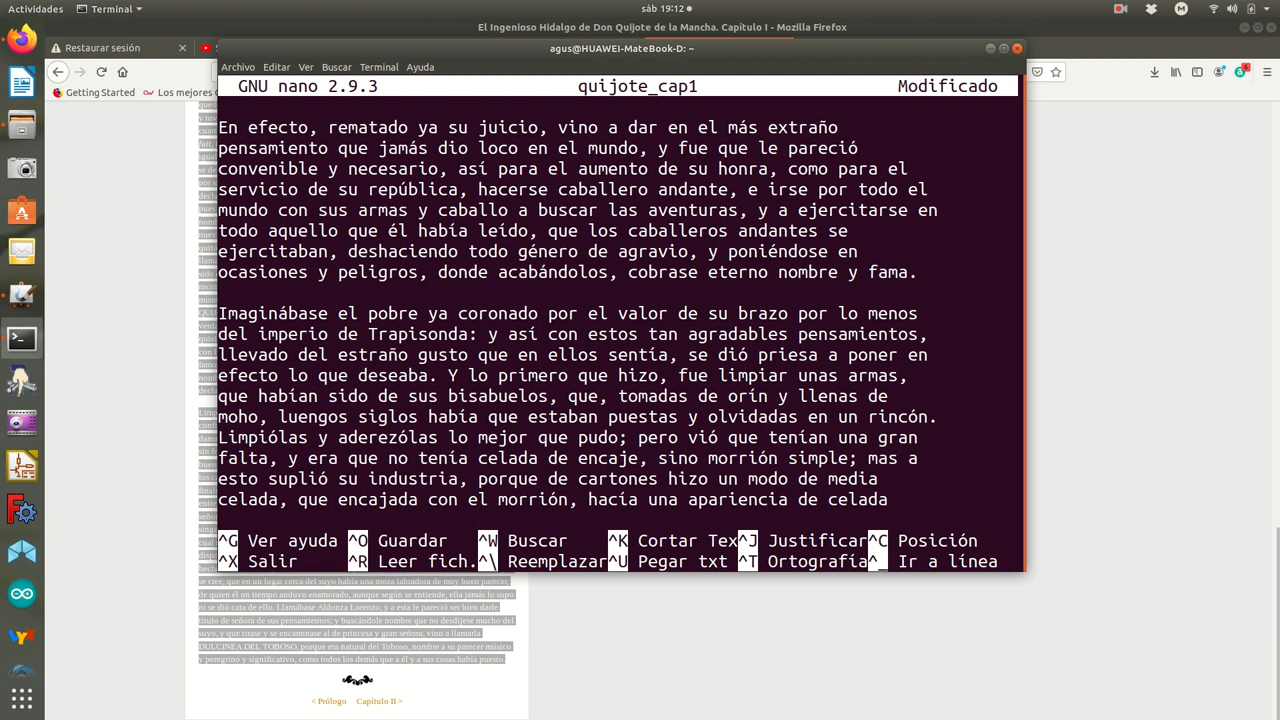 Actividades
Terminal
sáb 19:12
El Ingenioso Hidalgo de Don Quijote de la Mancha. Capítulo I - Mozilla Firefox
Restaurar sesión
agus@HUAWEI-MateBook-D: ~
Archivo Editar Ver Buscar Terminal Ayuda
Getting Started
Los mejores
GNU nano 2.9.3 quijote_cap1 Modificado
En efecto, rematado ya su juicio, vino a dar en el más extraño
pensamiento que jamás dio loco en el mundo, y fue que le pareció
convenible y necesario, así para el aumento de su honra, como para el
servicio de su república, hacerse caballero andante, e irse por todo el
mundo con sus armas y caballo a buscar las aventuras, y a ejercitarse en
todo aquello que él había leído, que los caballeros andantes se
ejercitaban, deshaciendo todo género de agravio, y poniéndose en
ocasiones y peligros, donde acabándolos, cobrase eterno nombre y fama.
Imaginábase el pobre ya coronado por el valor de su brazo por lo menos
del imperio de Trapisonda: y así con estos tan agradables pensamientos,
llevado del estraño gusto que en ellos sentía, se dió priesa a poner en
efecto lo que deseaba. Y lo primero que hizo, fue limpiar unas armas,
que habían sido de sus bisabuelos, que, tomadas de orín y llenas de
moho, luengos siglos había que estaban puestas y olvidadas en un rincón.
Limpiólas y aderezólas lo mejor que pudo; pero vió que tenían una gran
falta, y era que no tenía celada de encaje, sino morrión simple; mas a
esto suplió su industria, porque de cartones hizo un modo de media
celada, que encajada con el morrión, hacía una apariencia de celada
^G Ver ayuda ^O Guardar ^W Buscar ^K Cortar Tex ^J Justificar ^C Posición
^X Salir ^R Leer fich. ^\ Reemplazar ^U Pegar txt ^T Ortografía ^_ Ir a línea
se cree, que en un lugar cerca del suyo había una moza labradora de muy buen parecer,
de quien él un tiempo anduvo enamorado, aunque según se entiende, ella jamás lo supo
ni se dió cata de ello. Llamábase Aldonza Lorenzo, y a esta le pareció ser bien darle
título de señora de sus pensamientos; y buscándole nombre que no desdijese mucho del
suyo, y que tirase y se encaminase al de princesa y gran señora, vino a llamarla
DULCINEA DEL TOBOSO, porque era natural del Toboso, nombre a su parecer músico
y peregrino y significativo, como todos los demás que a él y a sus cosas había puesto.
< Prólogo Capítulo II >